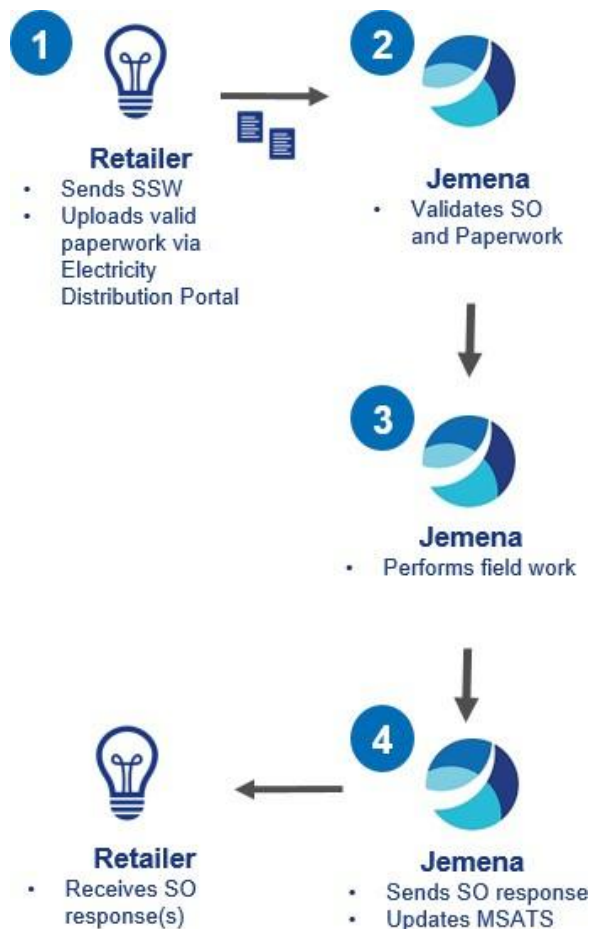 1
Retailer
• Sends SSW
• Uploads valid
paperwork via
Electricity
Distribution Portal
2
Jemena
• Validates SO
and Paperwork
3
Jemena
• Performs field work
4
Jemena
• Sends SO response
• Updates MSATS
Retailer
• Receives SO
response(s)